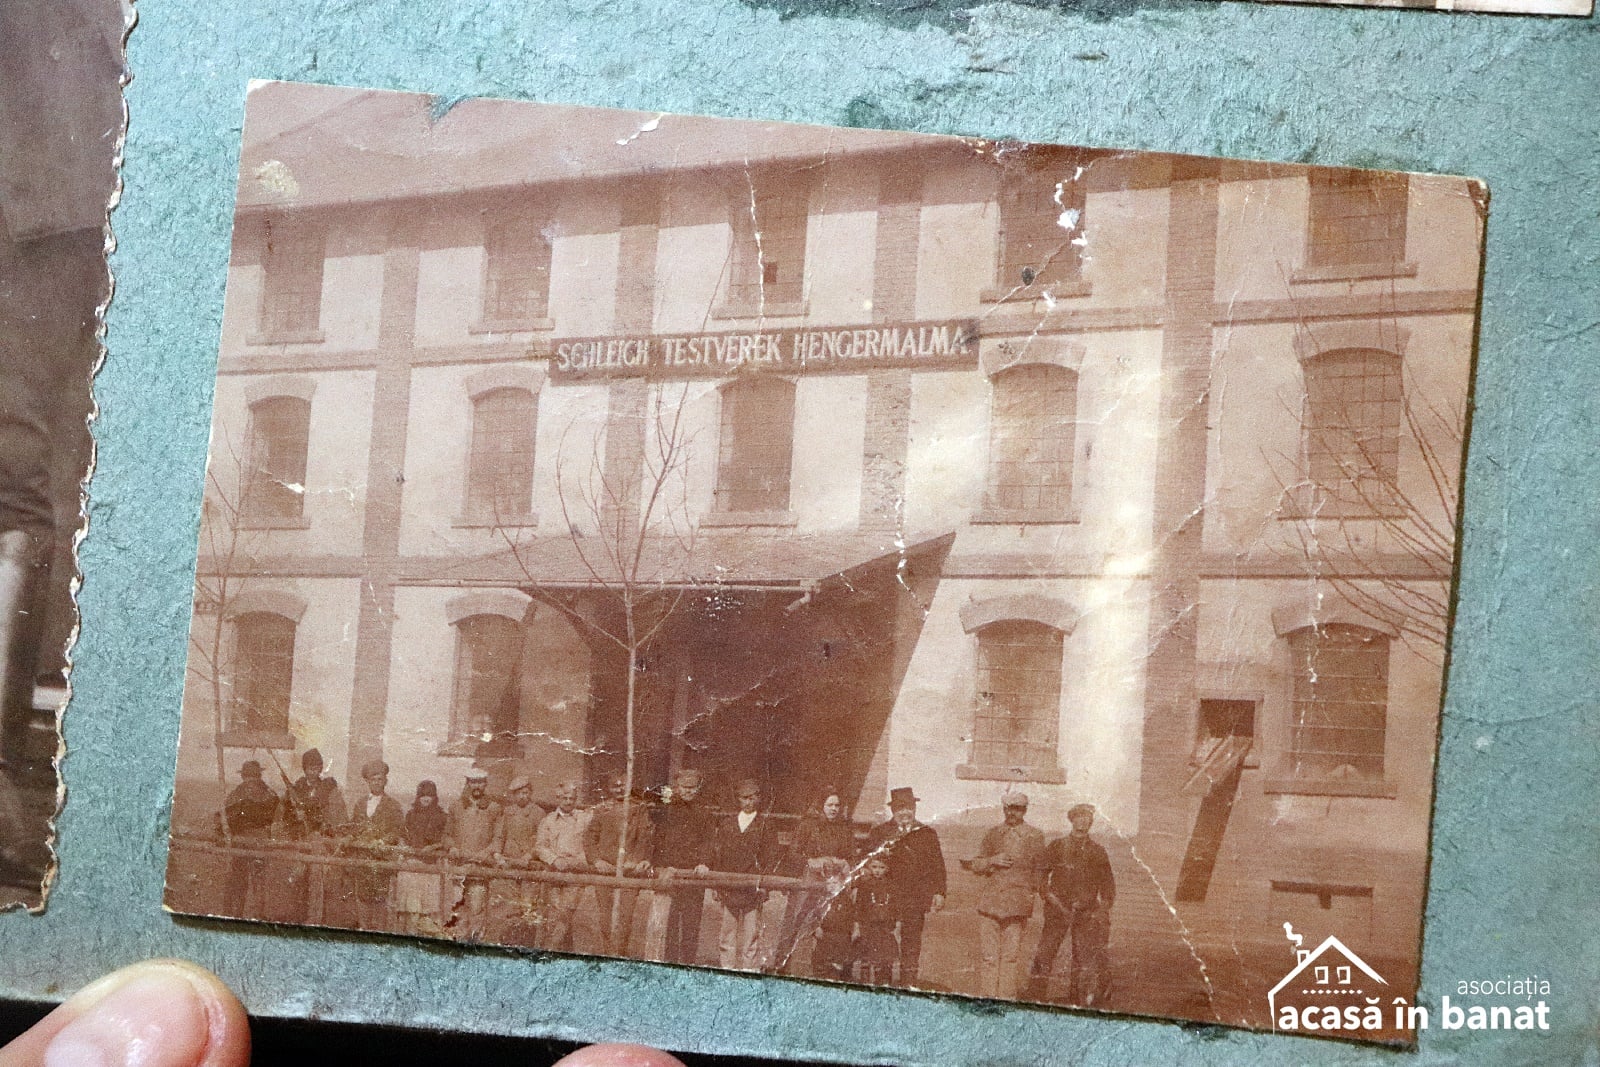 SCHLEICH TESTVÉREK HENGERMALMA.
asociația
acasă în banat